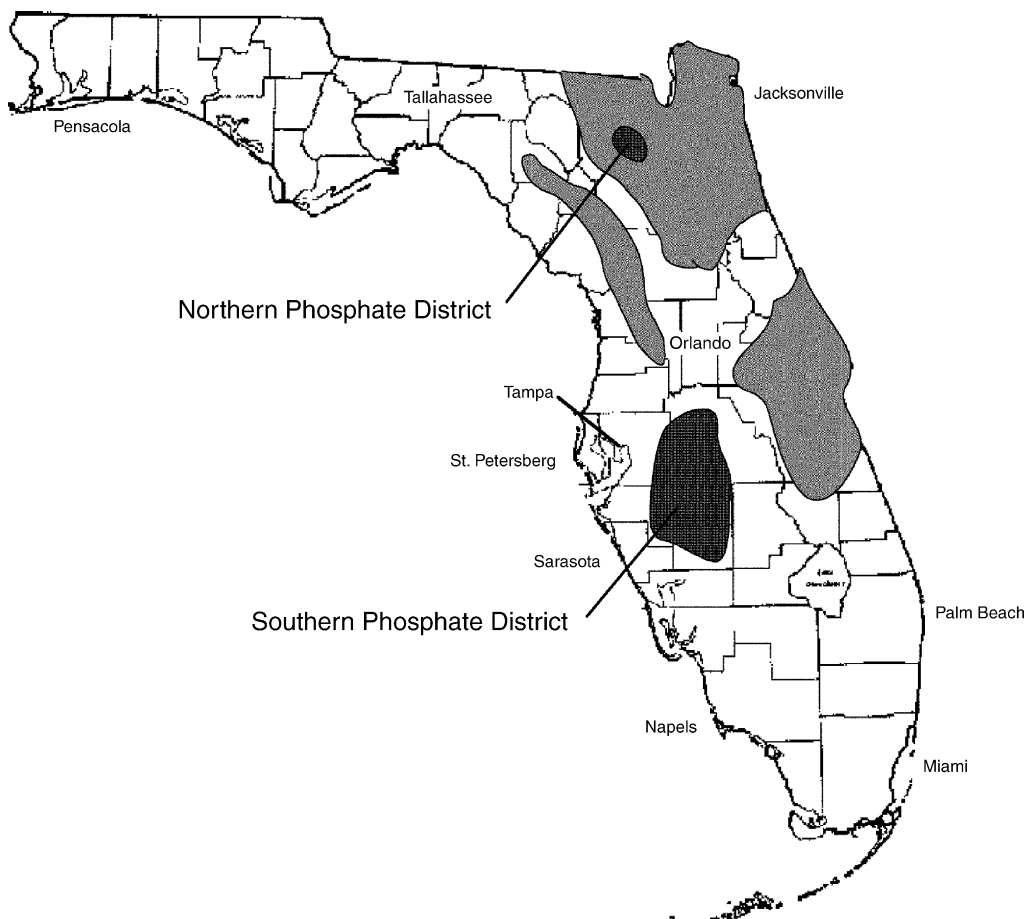 Tallahassee
Jacksonville
Pensacola
Northern Phosphate District
Orlando
Tampa
St. Petersberg
Sarasota
Southern Phosphate District
Palm Beach
Napels
Miami